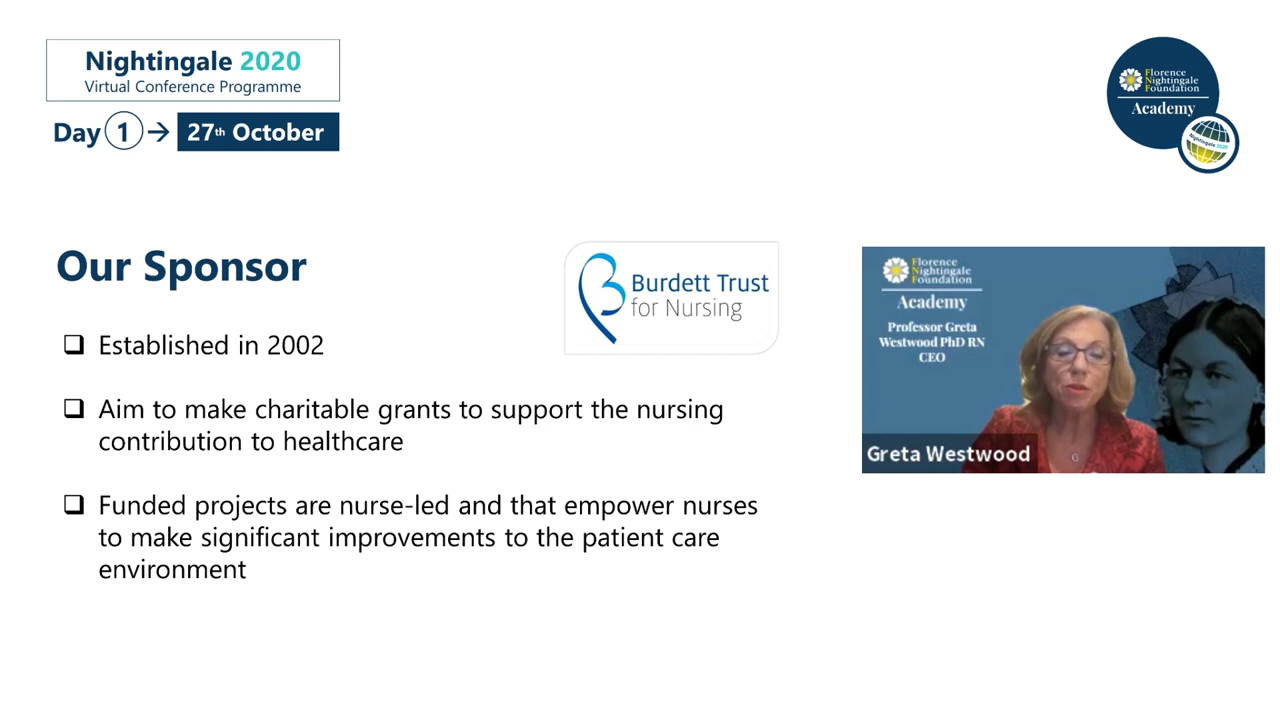 Nightingale 2020
Virtual Conference Programme
Day 1 → 27th October
Florence
Nightingale
Foundation
Academy
Nightingale 2020
Our Sponsor
Burdett Trust
for Nursing
❑ Established in 2002
❑ Aim to make charitable grants to support the nursing
contribution to healthcare
❑ Funded projects are nurse-led and that empower nurses
to make significant improvements to the patient care
environment
Florence
Nightingale
Foundation
Academy
Professor Greta
Westwood PhD RN
CEO
Greta Westwood
G